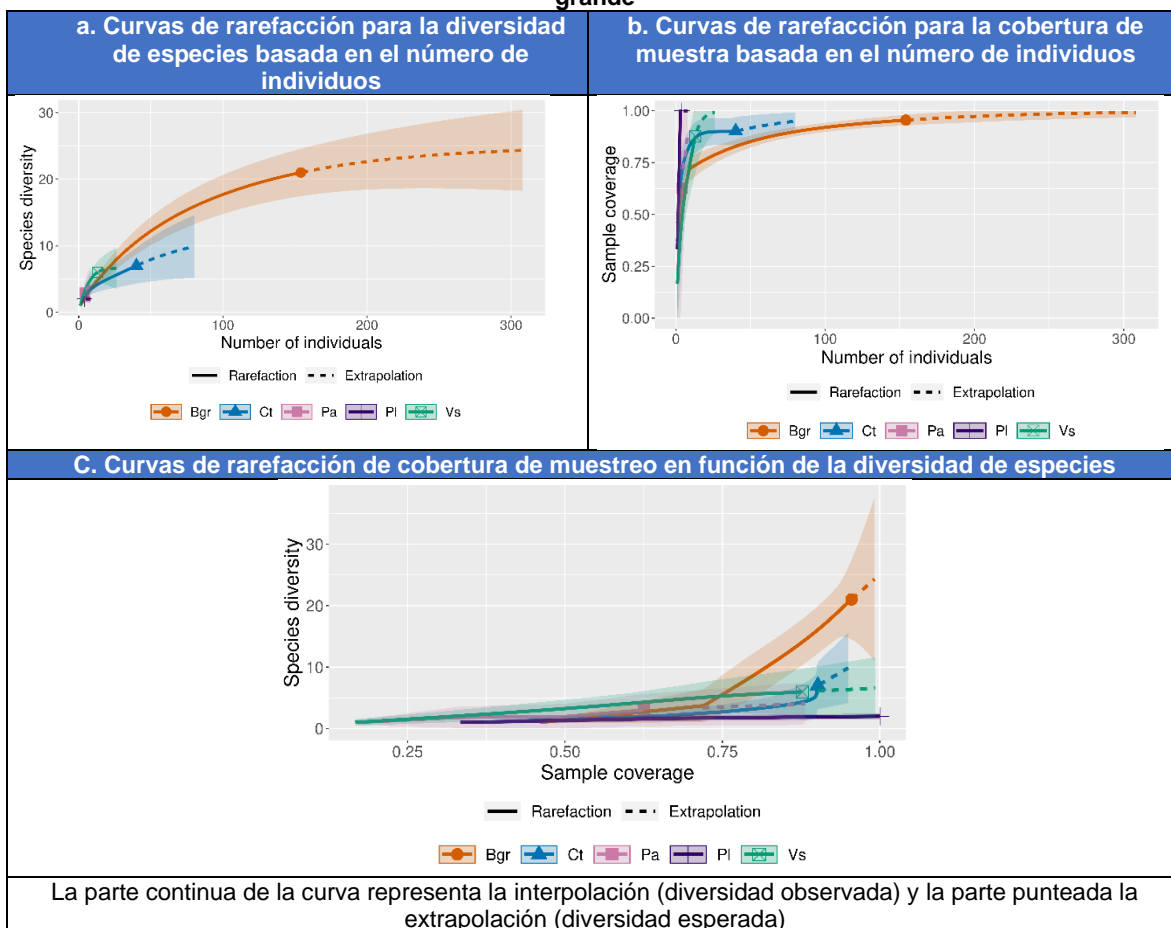 grande
a. Curvas de rarefacción para la diversidad
de especies basada en el número de
individuos
b. Curvas de rarefacción para la cobertura de
muestra basada en el número de individuos
30
20
10
0
Species diversity
0 100 200 300
Number of individuals
Rarefaction Extrapolation
Bgr Ct Pa Pl Vs
1.00
0.75
0.50
0.25
0.00
Sample coverage
0 100 200 300
Number of individuals
Rarefaction Extrapolation
Bgr Ct Pa Pl Vs
C. Curvas de rarefacción de cobertura de muestreo en función de la diversidad de especies
30
20
10
0
Species diversity
0.25 0.50 0.75 1.00
Sample coverage
Rarefaction Extrapolation
Bgr Ct Pa Pl Vs
La parte continua de la curva representa la interpolación (diversidad observada) y la parte punteada la
extrapolación (diversidad esperada)